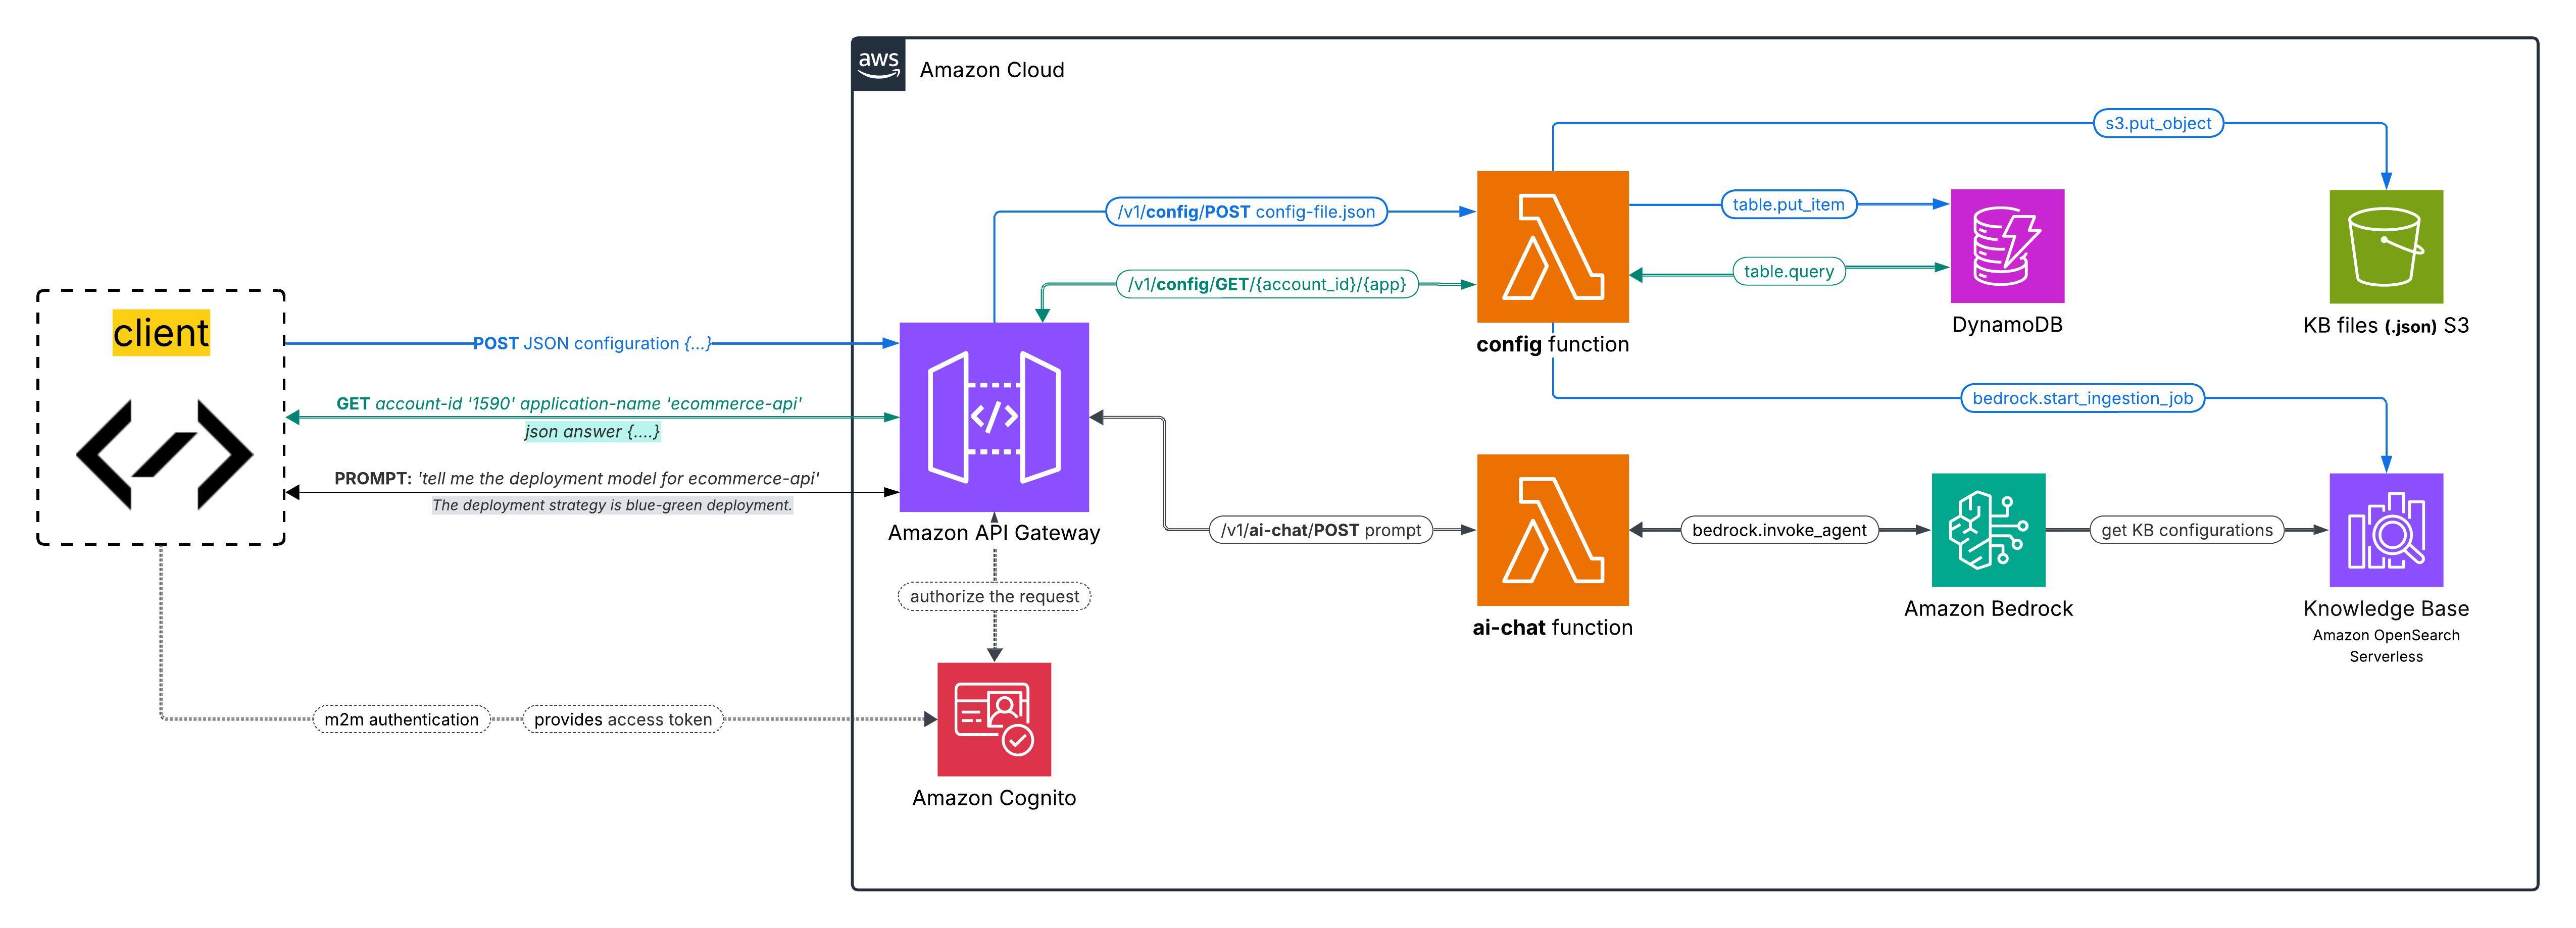 aws
Amazon Cloud
s3.put_object
/v1/config/POST config-file.json
table.put_item
/v1/config/GET/{account_id}/{app}
table.query
client
DynamoDB
KB files (.json) S3
POST JSON configuration {...}
config function
GET account-id '1590' application-name 'ecommerce-api'
json answer {....}
bedrock.start_ingestion_job
PROMPT: 'tell me the deployment model for ecommerce-api'
The deployment strategy is blue-green deployment.
Amazon API Gateway
/v1/ai-chat/POST prompt
bedrock.invoke_agent
get KB configurations
authorize the request
ai-chat function
Amazon Bedrock
Knowledge Base
Amazon OpenSearch
Serverless
m2m authentication
provides access token
Amazon Cognito